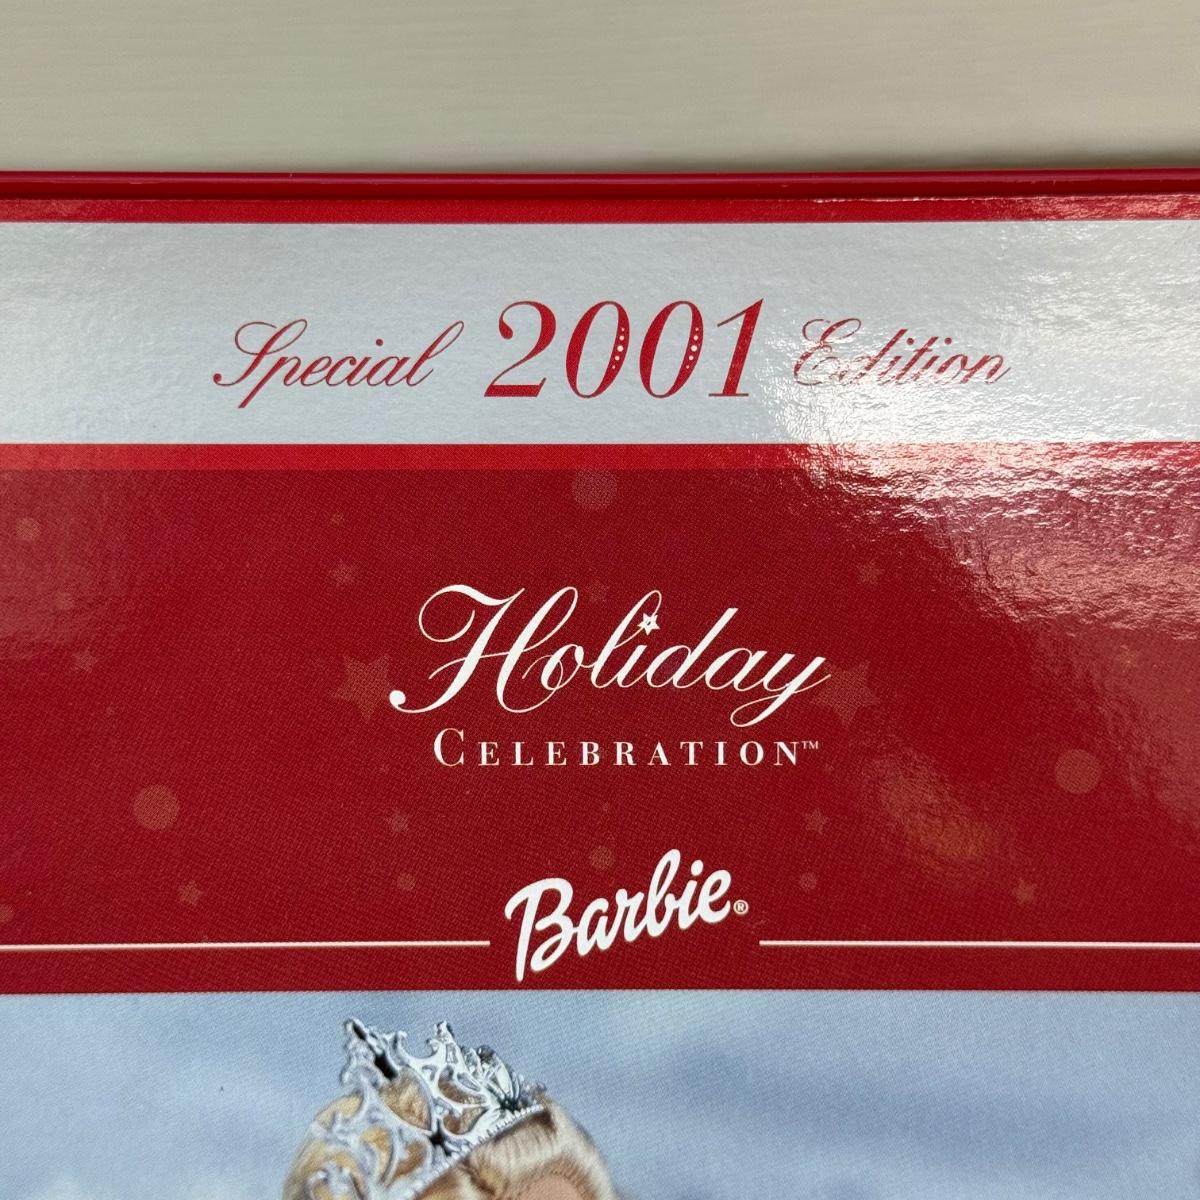 Special 2001 Edition
Holiday
CELEBRATION™
Barbie®